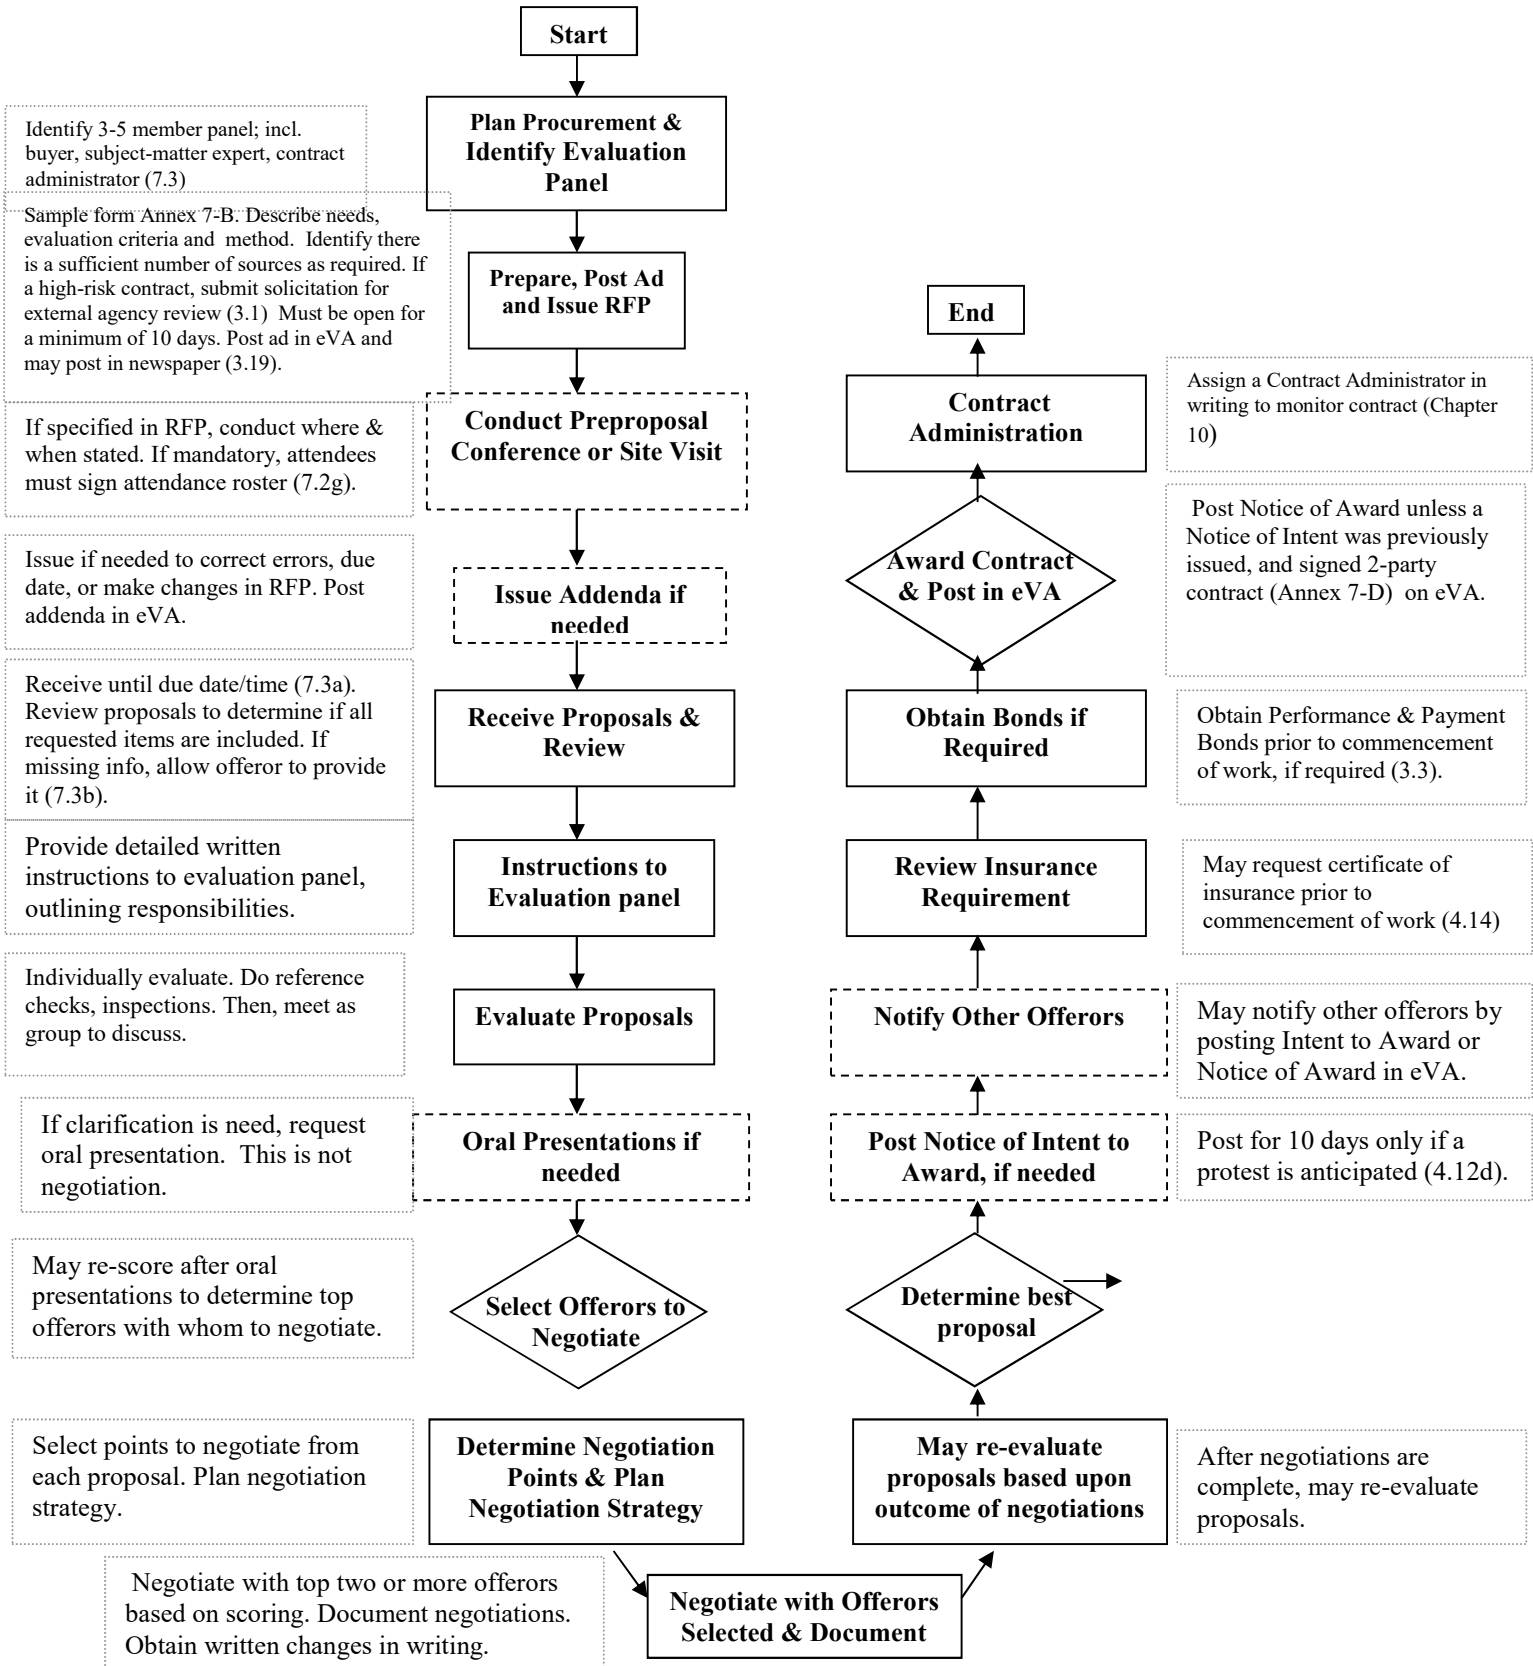 Start
Plan Procurement &
Identify Evaluation
Panel
Identify 3-5 member panel; incl.
buyer, subject-matter expert, contract
administrator (7.3)
Prepare, Post Ad
and Issue RFP
Sample form Annex 7-B. Describe needs,
evaluation criteria and  method.  Identify there
is a sufficient number of sources as required. If
a high-risk contract, submit solicitation for
external agency review (3.1)  Must be open for
a minimum of 10 days. Post ad in eVA and
may post in newspaper (3.19).
Conduct Preproposal
Conference or Site Visit
If specified in RFP, conduct where &
when stated. If mandatory, attendees
must sign attendance roster (7.2g).
Issue Addenda if
needed
Issue if needed to correct errors, due
date, or make changes in RFP. Post
addenda in eVA.
Receive Proposals &
Review
Receive until due date/time (7.3a).
Review proposals to determine if all
requested items are included. If
missing info, allow offeror to provide
it (7.3b).
Instructions to
Evaluation panel
Provide detailed written
instructions to evaluation panel,
outlining responsibilities.
Evaluate Proposals
Individually evaluate. Do reference
checks, inspections. Then, meet as
group to discuss.
Oral Presentations if
needed
If clarification is need, request
oral presentation.  This is not
negotiation.
Select Offerors to
Negotiate
May re-score after oral
presentations to determine top
offerors with whom to negotiate.
Determine Negotiation
Points & Plan
Negotiation Strategy
Select points to negotiate from
each proposal. Plan negotiation
strategy.
Negotiate with Offerors
Selected & Document
Negotiate with top two or more offerors
based on scoring. Document negotiations.
Obtain written changes in writing.
May re-evaluate
proposals based upon
outcome of negotiations
After negotiations are
complete, may re-evaluate
proposals.
Determine best
proposal
Post Notice of Intent to
Award, if needed
Post for 10 days only if a
protest is anticipated (4.12d).
Notify Other Offerors
May notify other offerors by
posting Intent to Award or
Notice of Award in eVA.
Review Insurance
Requirement
May request certificate of
insurance prior to
commencement of work (4.14)
Obtain Bonds if
Required
Obtain Performance & Payment
Bonds prior to commencement
of work, if required (3.3).
Award Contract
& Post in eVA
Post Notice of Award unless a
Notice of Intent was previously
issued, and signed 2-party
contract (Annex 7-D)  on eVA.
Contract
Administration
Assign a Contract Administrator in
writing to monitor contract (Chapter
10)
End